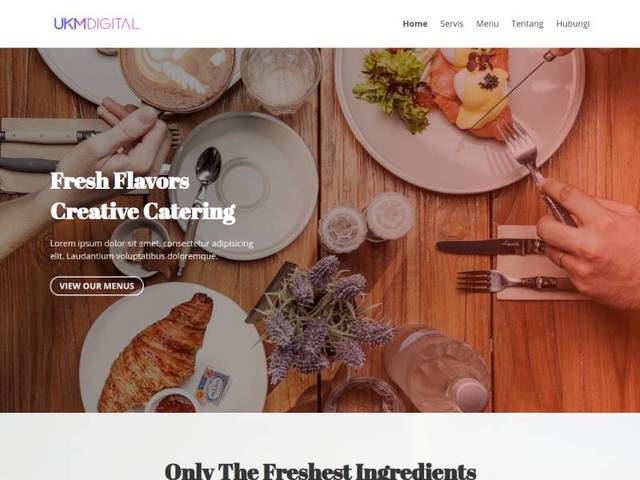 UKMDIGITAL
Home
Servis
Menu
Tentang
Hubungi
Fresh Flavors
Creative Catering
Lorem ipsum dolor sit amet, consectetur adipisicing
elit. Laudantium voluptatibus doloremque.
VIEW OUR MENUS
Only The Freshest Ingredients